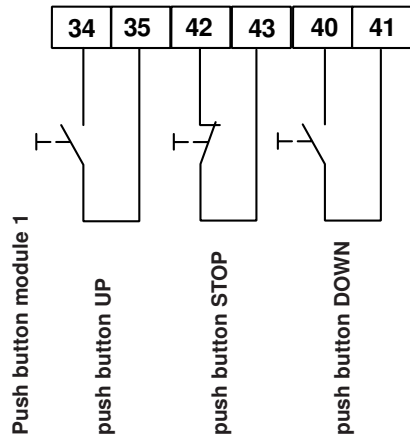 34 35 42 43 40 41
Push button module 1
push button UP
push button STOP
push button DOWN